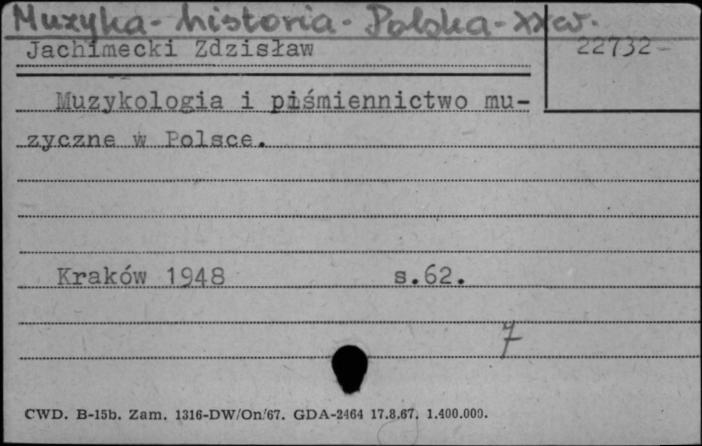 Muzyka - historia - Polska - XX w.
Jachimecki Zdzisław
22732-
Muzykologia i piśmiennictwo mu-
zyczne w Polsce.
Kraków 1948 s.62.
7
CWD. B-15b. Zam. 1316-DW/On/67. GDA-2464 17.8.67. 1.400.000.